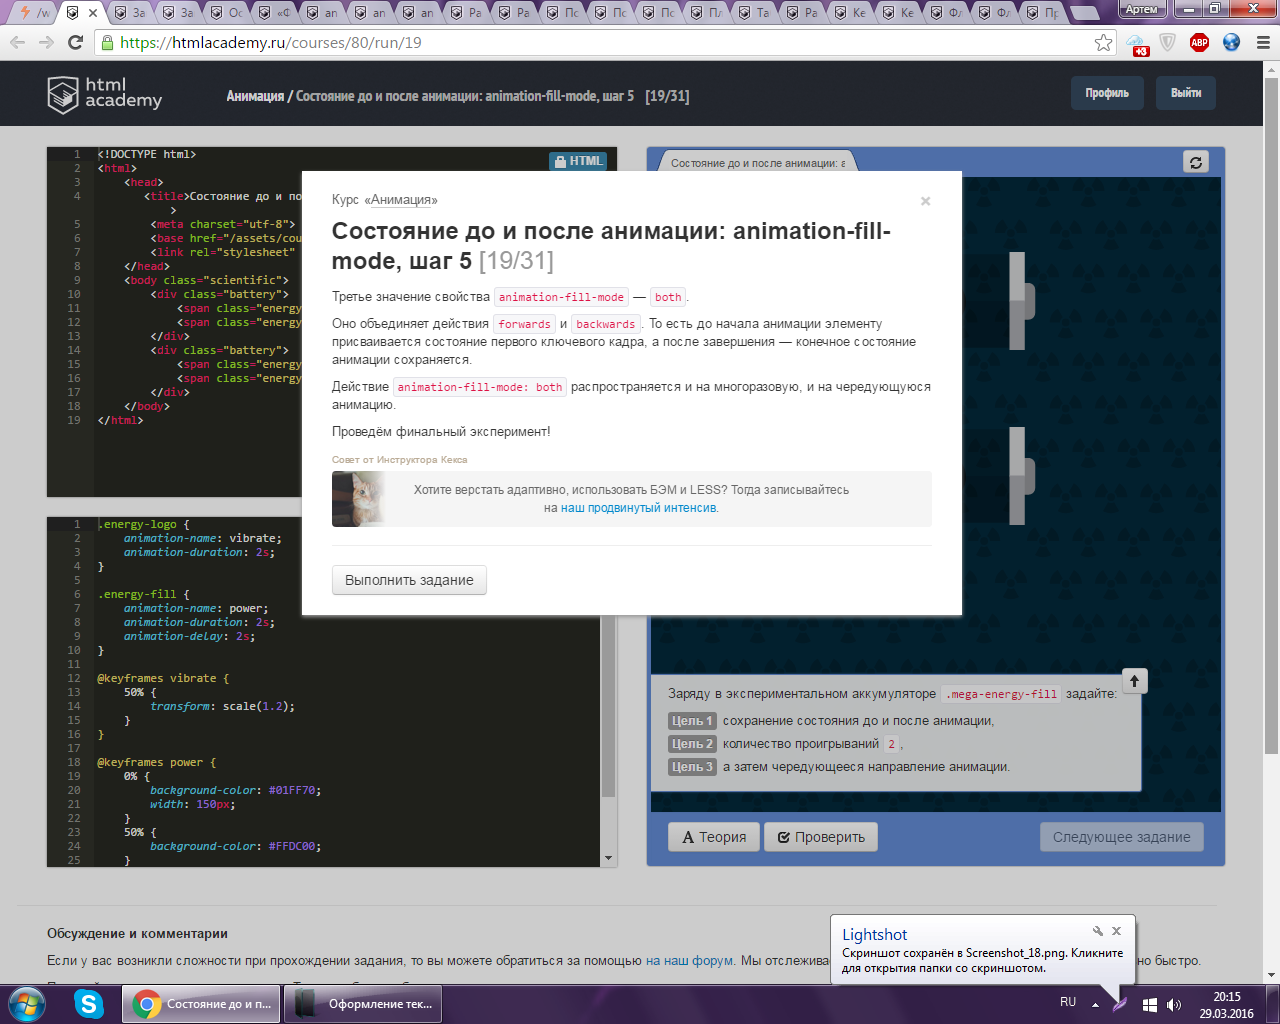 /w
За
За
Ос
«Ф
an
an
an
Ра
Ра
По
По
По
Пл
Та
Ра
Ке
Ке
Фл
Фл
Пр
Артем
https://htmlacademy.ru/courses/80/run/19
+3
ABP
html
academy
Анимация / Состояние до и после анимации: animation-fill-mode, шаг 5 [19/31]
Профиль
Выйти
HTML
1 <!DOCTYPE html>
2 <html>
3 <head>
4 <title>Состояние до и по
>
5 <meta charset="utf-8">
6 <base href="/assets/cou
7 <link rel="stylesheet"
8 </head>
9 <body class="scientific">
10 <div class="battery">
11 <span class="energy
12 <span class="energy
13 </div>
14 <div class="battery">
15 <span class="energy
16 <span class="energy
17 </div>
18 </body>
19 </html>
1 .energy-logo {
2 animation-name: vibrate;
3 animation-duration: 2s;
4 }
5
6 .energy-fill {
7 animation-name: power;
8 animation-duration: 2s;
9 animation-delay: 2s;
10 }
11
12 @keyframes vibrate {
13 50% {
14 transform: scale(1.2);
15 }
16 }
17
18 @keyframes power {
19 0% {
20 background-color: #01FF70;
21 width: 150px;
22 }
23 50% {
24 background-color: #FFDC00;
25 }
Состояние до и после анимации: a
Курс «Анимация»
×
Состояние до и после анимации: animation-fill-
mode, шаг 5 [19/31]
Третье значение свойства animation-fill-mode — both.
Оно объединяет действия forwards и backwards. То есть до начала анимации элементу
присваивается состояние первого ключевого кадра, а после завершения — конечное состояние
анимации сохраняется.
Действие animation-fill-mode: both распространяется и на многоразовую, и на чередующуюся
анимацию.
Проведём финальный эксперимент!
Совет от Инструктора Кекса
Хотите верстать адаптивно, использовать БЭМ и LESS? Тогда записывайтесь
на наш продвинутый интенсив.
Выполнить задание
Заряду в экспериментальном аккумуляторе .mega-energy-fill задайте:
Цель 1 сохранение состояния до и после анимации,
Цель 2 количество проигрываний 2,
Цель 3 а затем чередующееся направление анимации.
A Теория
Проверить
Следующее задание
Обсуждение и комментарии
Если у вас возникли сложности при прохождении задания, то вы можете обратиться за помощью на наш форум. Мы отслежива
но быстро.
Lightshot
Скриншот сохранён в Screenshot_18.png. Кликните
для открытия папки со скриншотом.
Состояние до и п...
Оформление тек...
RU
20:15
29.03.2016